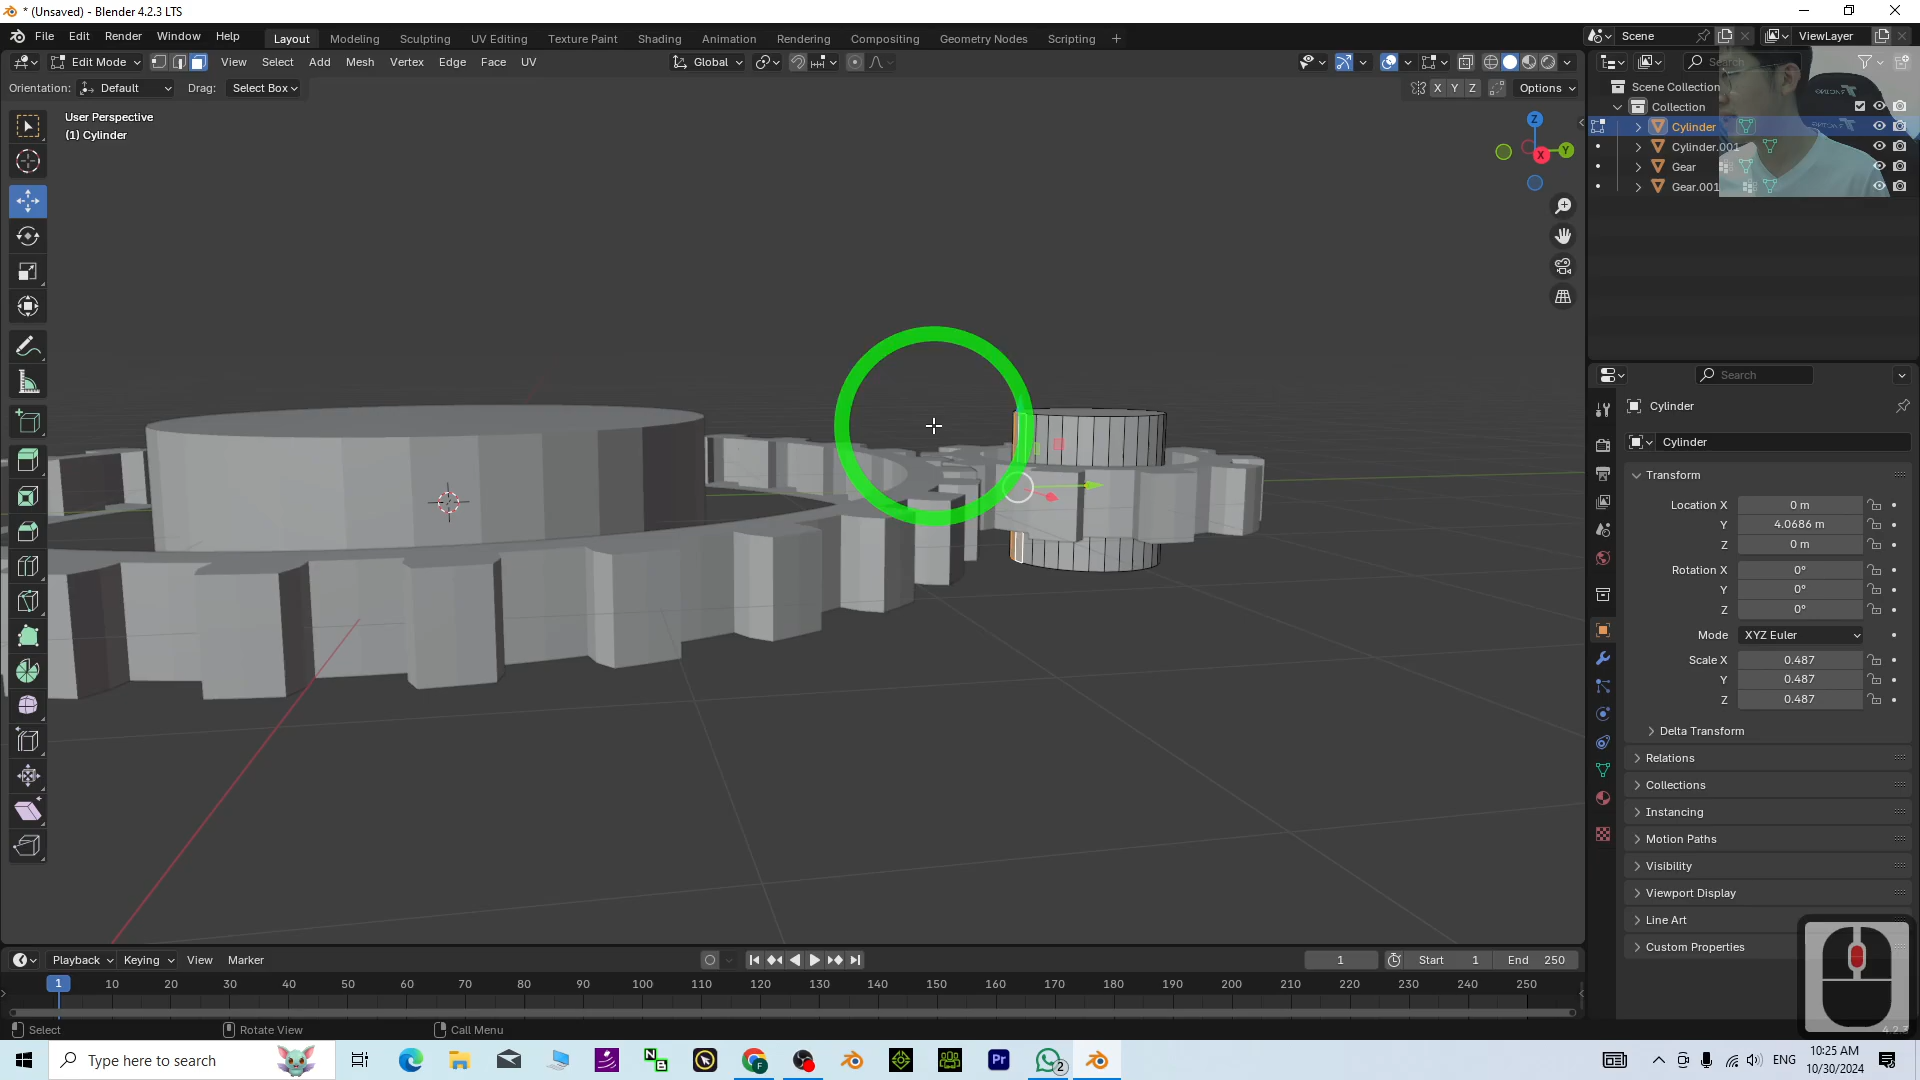 * (Unsaved) - Blender 4.2.3 LTS
File Edit Render Window Help Layout Modeling Sculpting UV Editing Texture Paint Shading Animation Rendering Compositing Geometry Nodes Scripting + Scene ViewLayer
Edit Mode View Select Add Mesh Vertex Edge Face UV Global Search
Orientation: Default Drag: Select Box X Y Z Options
User Perspective
(1) Cylinder
Z
Y
X
Scene Collection
Collection
Cylinder
Cylinder.001
Gear
Gear.001
Search
Cylinder
Cylinder
Transform
Location X 0 m
Y 4.0686 m
Z 0 m
Rotation X 0°
Y 0°
Z 0°
Mode XYZ Euler
Scale X 0.487
Y 0.487
Z 0.487
Delta Transform
Relations
Collections
Instancing
Motion Paths
Visibility
Viewport Display
Line Art
Custom Properties
Playback Keying View Marker 1 Start 1 End 250
1 10 20 30 40 50 60 70 80 90 100 110 120 130 140 150 160 170 180 190 200 210 220 230 240 250
Select Rotate View Call Menu 4.2.3
Type here to search Pr 2 ENG
10:25 AM
10/30/2024